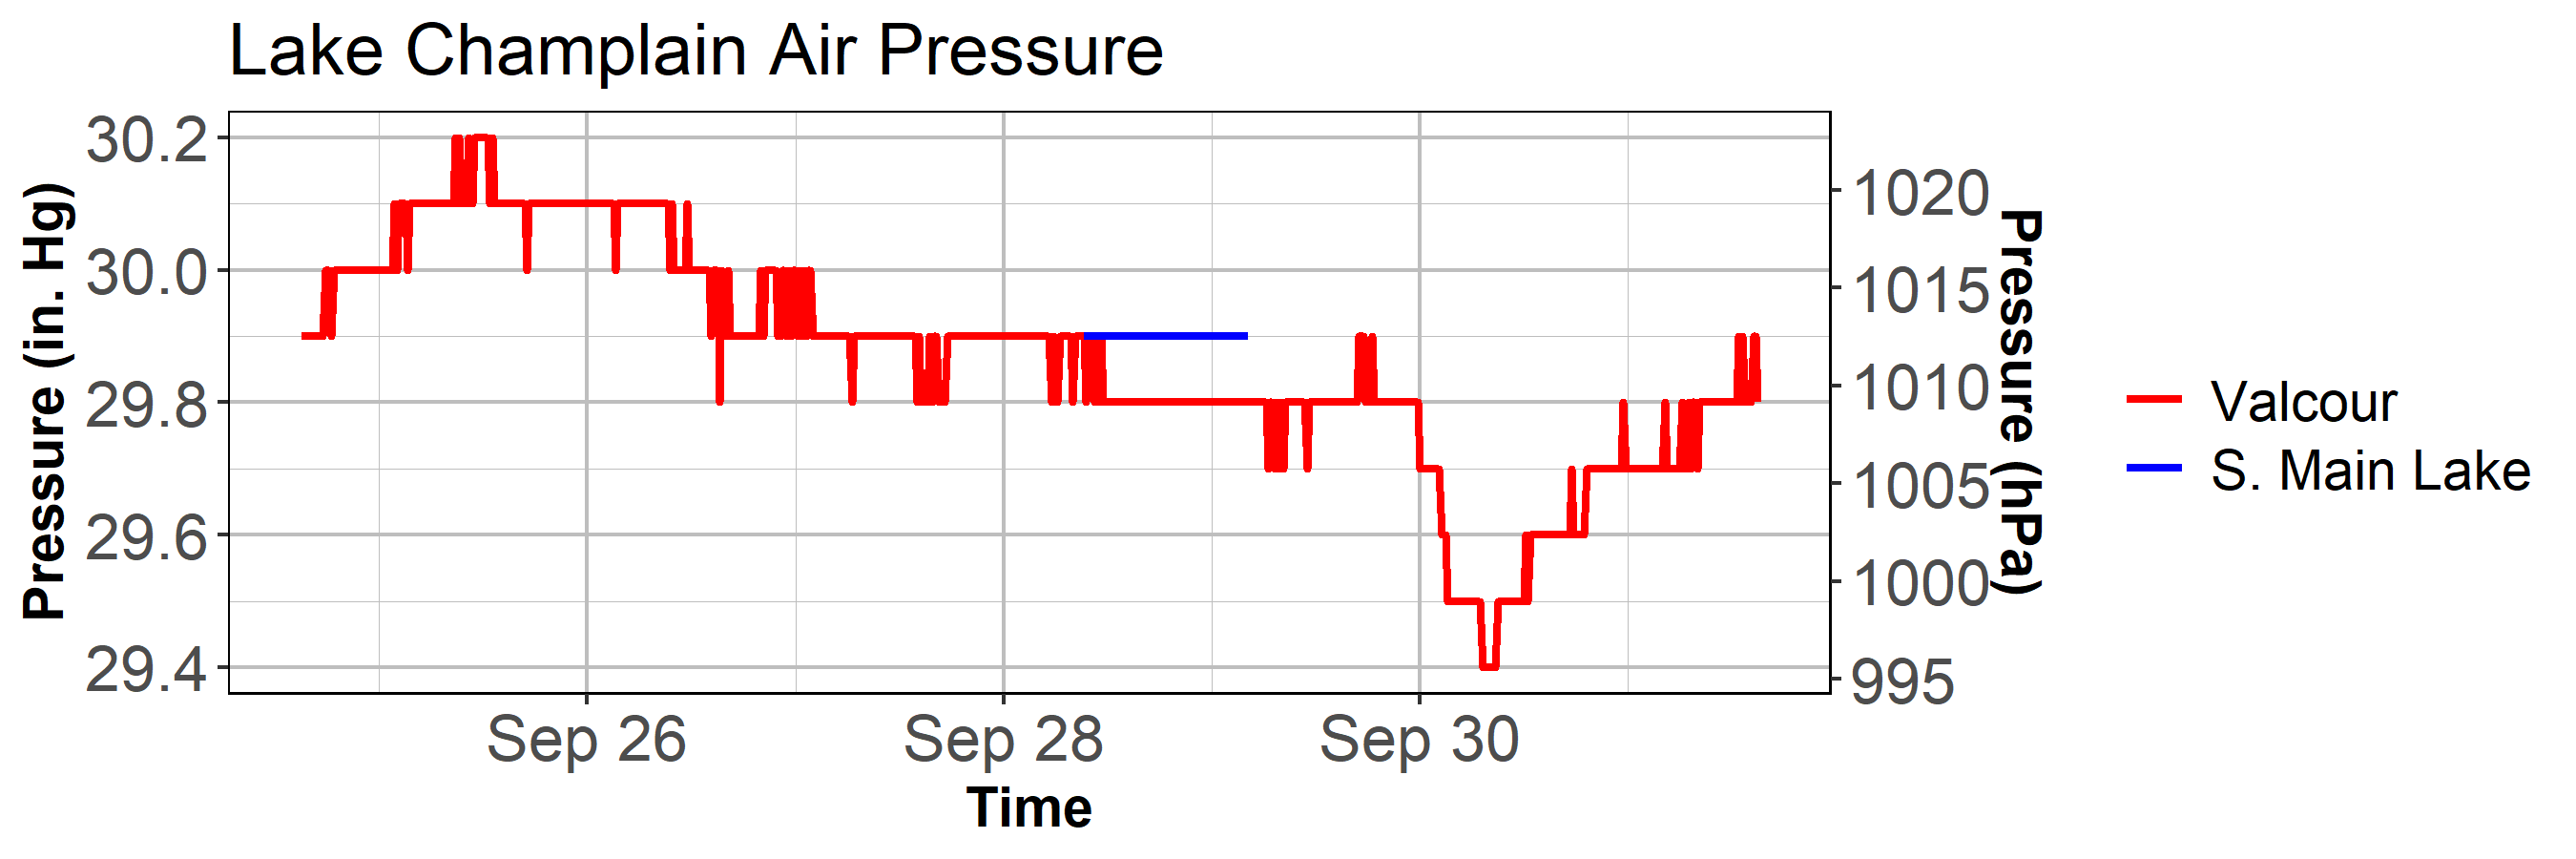 Lake Champlain Air Pressure
Pressure (in. Hg)
30.2
30.0
29.8
29.6
29.4
1020
1015
1010
1005
1000
995
Pressure (hPa)
Sep 26
Sep 28
Sep 30
Time
Valcour
S. Main Lake